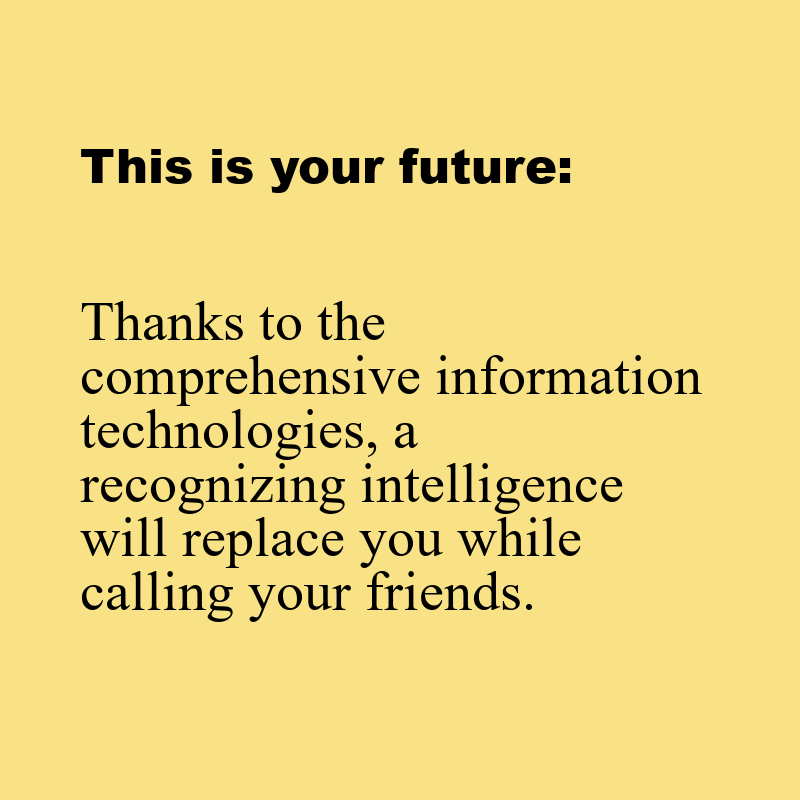 This is your future:
Thanks to the
comprehensive information
technologies, a
recognizing intelligence
will replace you while
calling your friends.